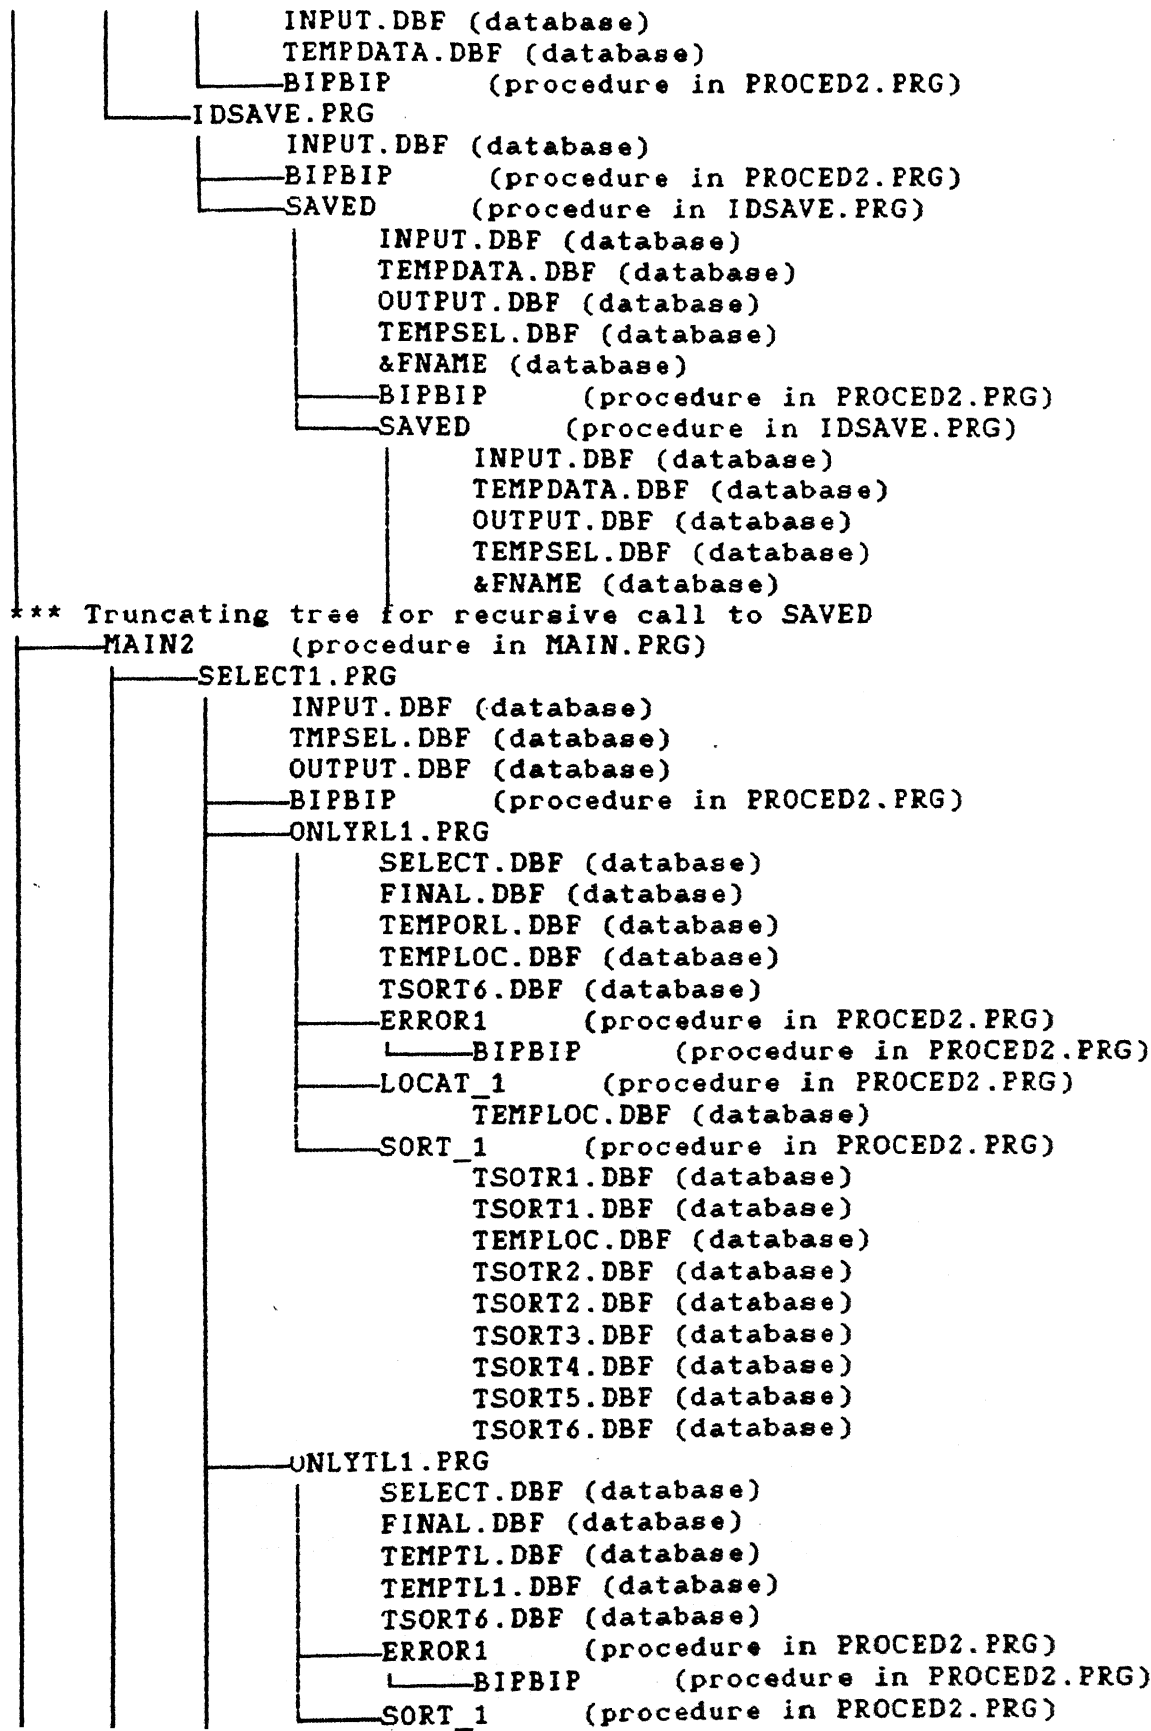 INPUT.DBF (database)
TEMPDATA.DBF (database)
BIPBIP (procedure in PROCED2.PRG)
IDSAVE.PRG
INPUT.DBF (database)
BIPBIP (procedure in PROCED2.PRG)
SAVED (procedure in IDSAVE.PRG)
INPUT.DBF (database)
TEMPDATA.DBF (database)
OUTPUT.DBF (database)
TEMPSEL.DBF (database)
&FNAME (database)
BIPBIP (procedure in PROCED2.PRG)
SAVED (procedure in IDSAVE.PRG)
INPUT.DBF (database)
TEMPDATA.DBF (database)
OUTPUT.DBF (database)
TEMPSEL.DBF (database)
&FNAME (database)
*** Truncating tree for recursive call to SAVED
MAIN2 (procedure in MAIN.PRG)
SELECT1.PRG
INPUT.DBF (database)
TMPSEL.DBF (database)
OUTPUT.DBF (database)
BIPBIP (procedure in PROCED2.PRG)
ONLYRL1.PRG
SELECT.DBF (database)
FINAL.DBF (database)
TEMPORL.DBF (database)
TEMPLOC.DBF (database)
TSORT6.DBF (database)
ERROR1 (procedure in PROCED2.PRG)
BIPBIP (procedure in PROCED2.PRG)
LOCAT_1 (procedure in PROCED2.PRG)
TEMPLOC.DBF (database)
SORT_1 (procedure in PROCED2.PRG)
TSOTR1.DBF (database)
TSORT1.DBF (database)
TEMPLOC.DBF (database)
TSOTR2.DBF (database)
TSORT2.DBF (database)
TSORT3.DBF (database)
TSORT4.DBF (database)
TSORT5.DBF (database)
TSORT6.DBF (database)
ONLYTL1.PRG
SELECT.DBF (database)
FINAL.DBF (database)
TEMPTL.DBF (database)
TEMPTL1.DBF (database)
TSORT6.DBF (database)
ERROR1 (procedure in PROCED2.PRG)
BIPBIP (procedure in PROCED2.PRG)
SORT_1 (procedure in PROCED2.PRG)